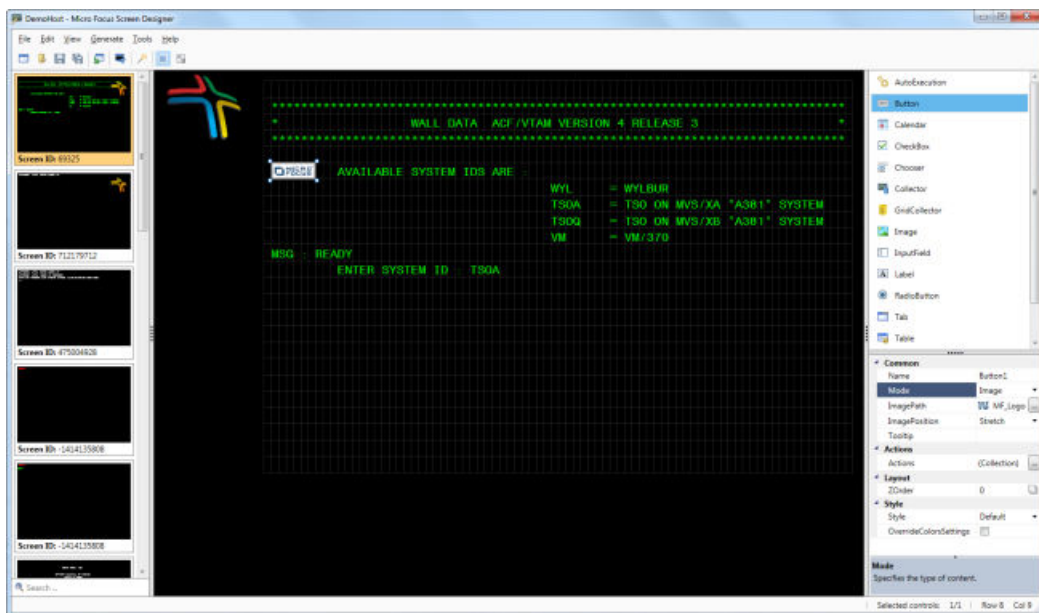 DemoHost - Micro Focus Screen Designer
File Edit View Generate Tools Help
Screen ID: 69325
Screen ID: 712179712
Screen ID: 475004928
Screen ID: -1414135808
Screen ID: -1414135808
Search...
********************************************************************************
* WALL DATA ACF/VTAM VERSION 4 RELEASE 3 *
********************************************************************************
AVAILABLE SYSTEM IDS ARE :
WYL = WYLBUR
TSOA = TSO ON MVS/XA "A381" SYSTEM
TSOQ = TSO ON MVS/XB "A381" SYSTEM
VM = VM/370
MSG : READY
ENTER SYSTEM ID : TSOA
AutoExecution
Button
Calendar
CheckBox
Chooser
Collector
GridCollector
Image
InputField
Label
RadioButton
Tab
Table
Common
Name Button1
Mode Image
ImagePath MF_Logo
ImagePosition Stretch
Tooltip
Actions
Actions (Collection)
Layout
ZOrder 0
Style
Style Default
OverrideColorsSettings
Mode
Specifies the type of content.
Selected controls: 1/1 Row 6 Col 9